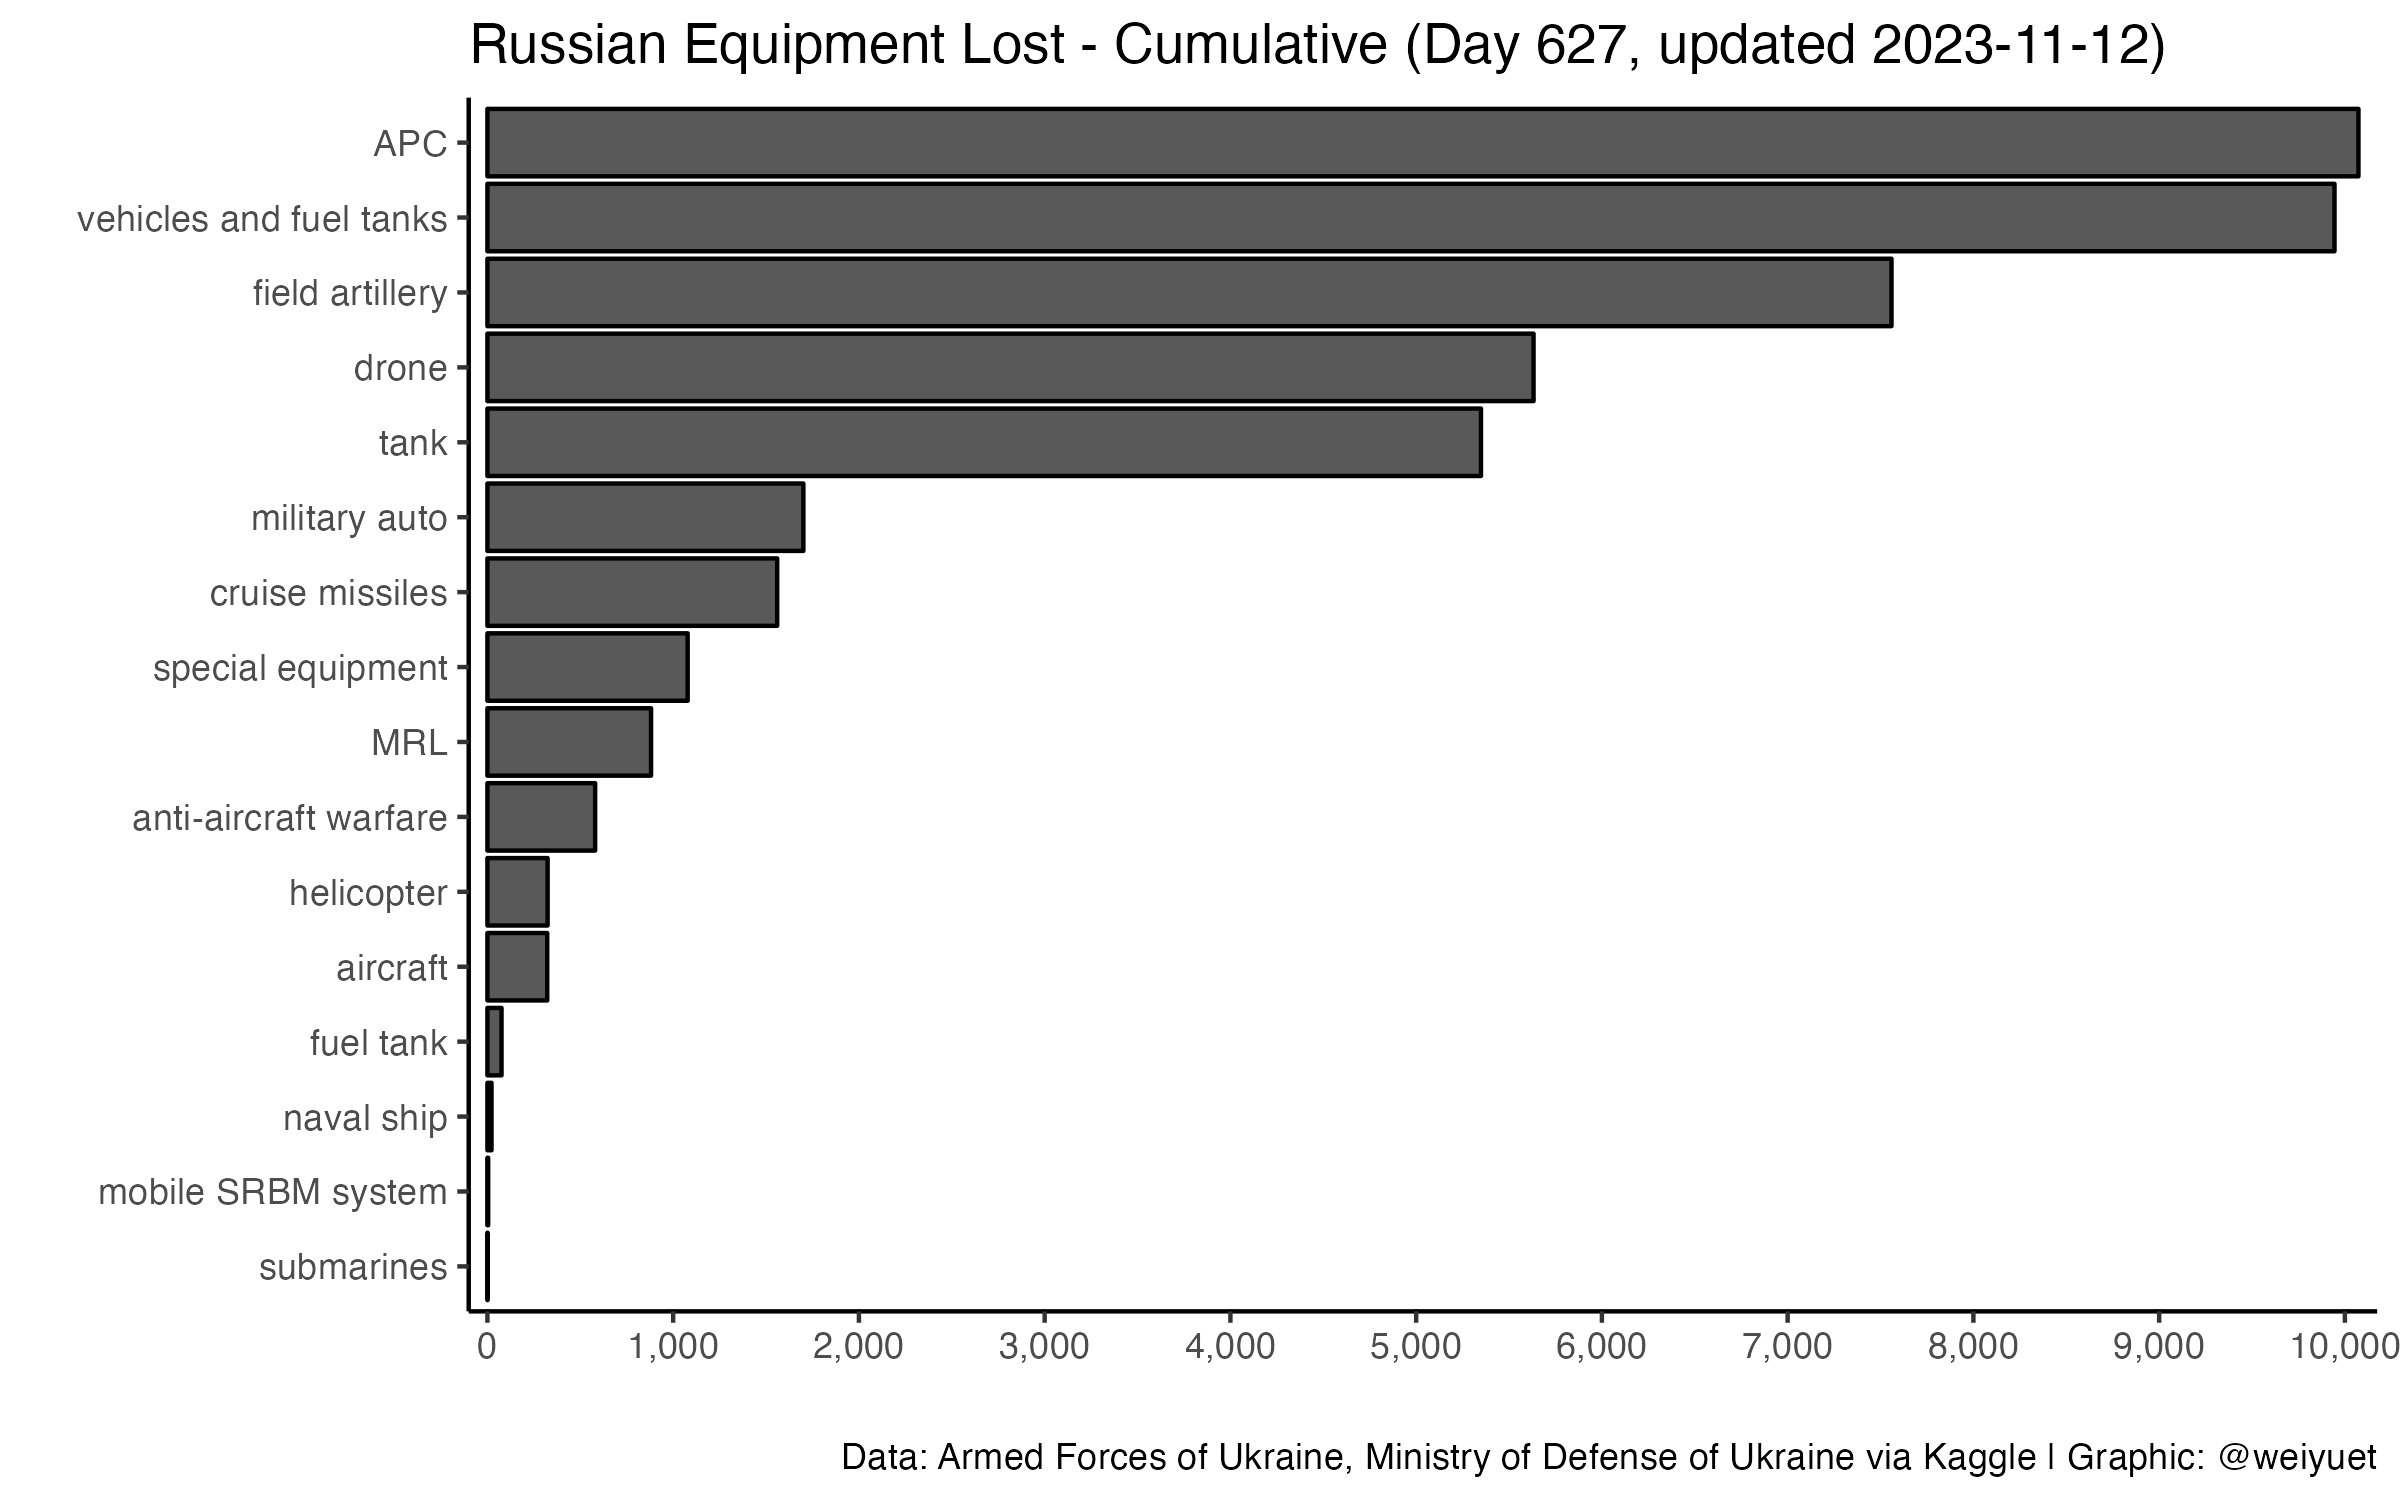 Russian Equipment Lost - Cumulative (Day 627, updated 2023-11-12)
APC
vehicles and fuel tanks
field artillery
drone
tank
military auto
cruise missiles
special equipment
MRL
anti-aircraft warfare
helicopter
aircraft
fuel tank
naval ship
mobile SRBM system
submarines
0 1,000 2,000 3,000 4,000 5,000 6,000 7,000 8,000 9,000 10,000
Data: Armed Forces of Ukraine, Ministry of Defense of Ukraine via Kaggle | Graphic: @weiyuet